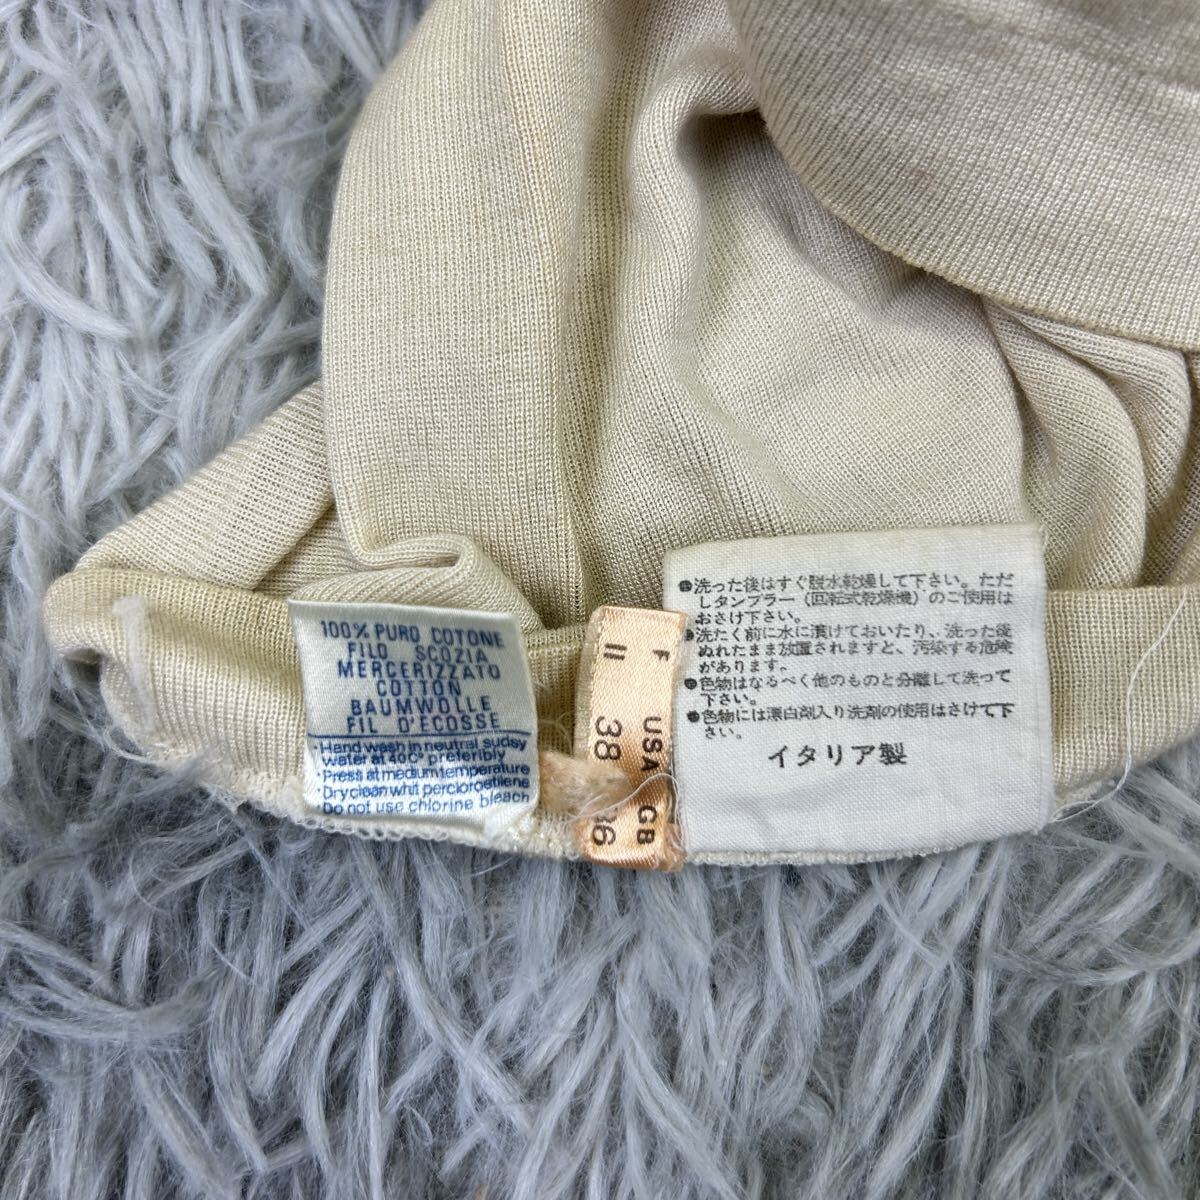 100% PURO COTONE
FILO SCOZIA
MERCERIZZATO
COTTON
BAUMWOLLE
FIL D'ECOSSE
·Hand wash in neutral sudsy
water at 40C° preferibly
·Press at medium temperature
·Dryclean whit percloroetilene
Do not use chlorine bleach
F USA GB
II 38 36
●洗った後はすぐ脱水乾燥して下さい。ただ
しタンブラー（回転式乾燥機）のご使用は
おさけ下さい。
●洗たく前に水に漬けておいたり、洗った後
ぬれたまま放置されますと、汚染する危険
があります。
●色物はなるべく他のものと分離して洗って
下さい。
●色物には漂白剤入り洗剤の使用はさけて下
さい。
イタリア製